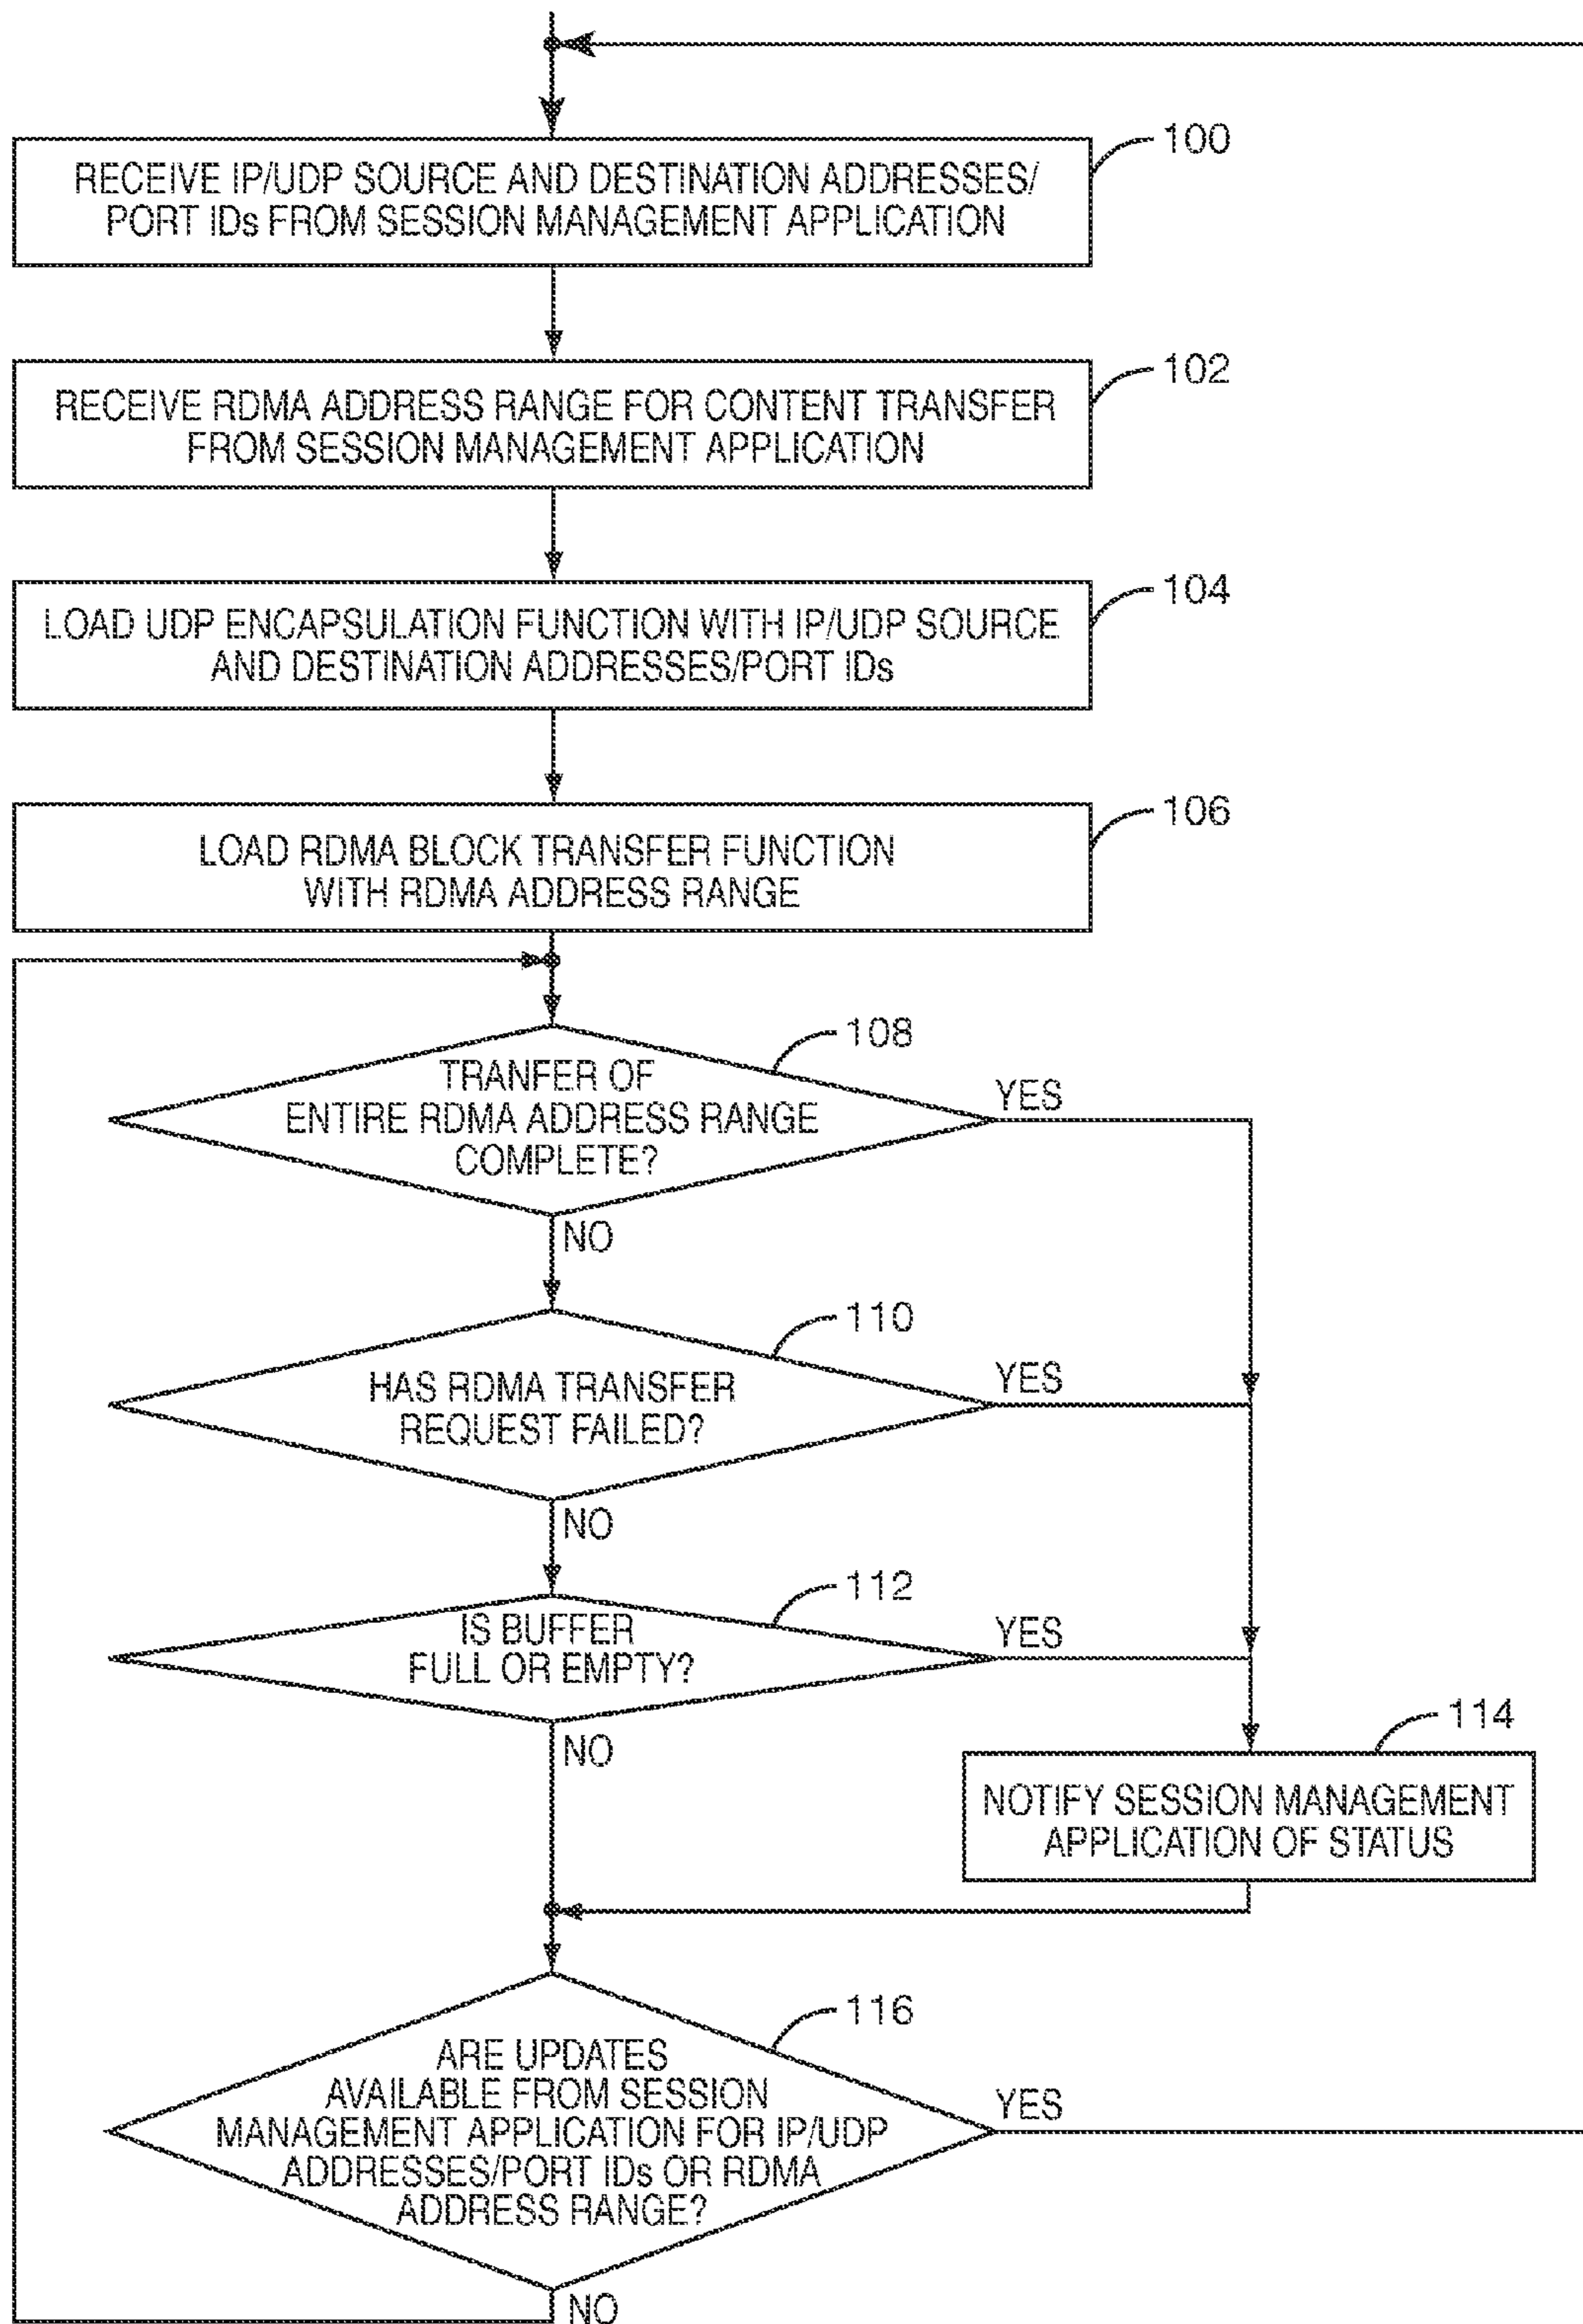 100
RECEIVE IP/UDP SOURCE AND DESTINATION ADDRESSES/
PORT IDs FROM SESSION MANAGEMENT APPLICATION
102
RECEIVE RDMA ADDRESS RANGE FOR CONTENT TRANSFER
FROM SESSION MANAGEMENT APPLICATION
104
LOAD UDP ENCAPSULATION FUNCTION WITH IP/UDP SOURCE
AND DESTINATION ADDRESSES/PORT IDs
106
LOAD RDMA BLOCK TRANSFER FUNCTION
WITH RDMA ADDRESS RANGE
108
TRANFER OF
ENTIRE RDMA ADDRESS RANGE
COMPLETE?
YES
NO
110
HAS RDMA TRANSFER
REQUEST FAILED?
YES
NO
112
IS BUFFER
FULL OR EMPTY?
YES
NO
114
NOTIFY SESSION MANAGEMENT
APPLICATION OF STATUS
116
ARE UPDATES
AVAILABLE FROM SESSION
MANAGEMENT APPLICATION FOR IP/UDP
ADDRESSES/PORT IDs OR RDMA
ADDRESS RANGE?
YES
NO